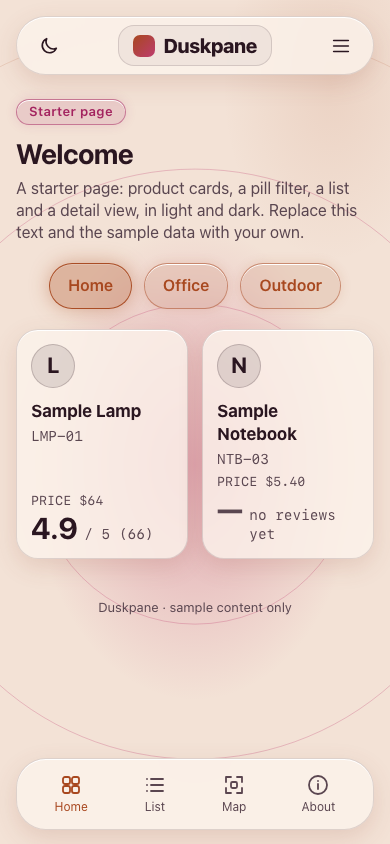 Duskpane
Starter page
Welcome
A starter page: product cards, a pill filter, a list
and a detail view, in light and dark. Replace this
text and the sample data with your own.
Home
Office
Outdoor
L
Sample Lamp
LMP−01
PRICE $64
4.9 / 5 (66)
N
Sample
Notebook
NTB−03
PRICE $5.40
— no reviews
yet
Duskpane · sample content only
Home
List
Map
About